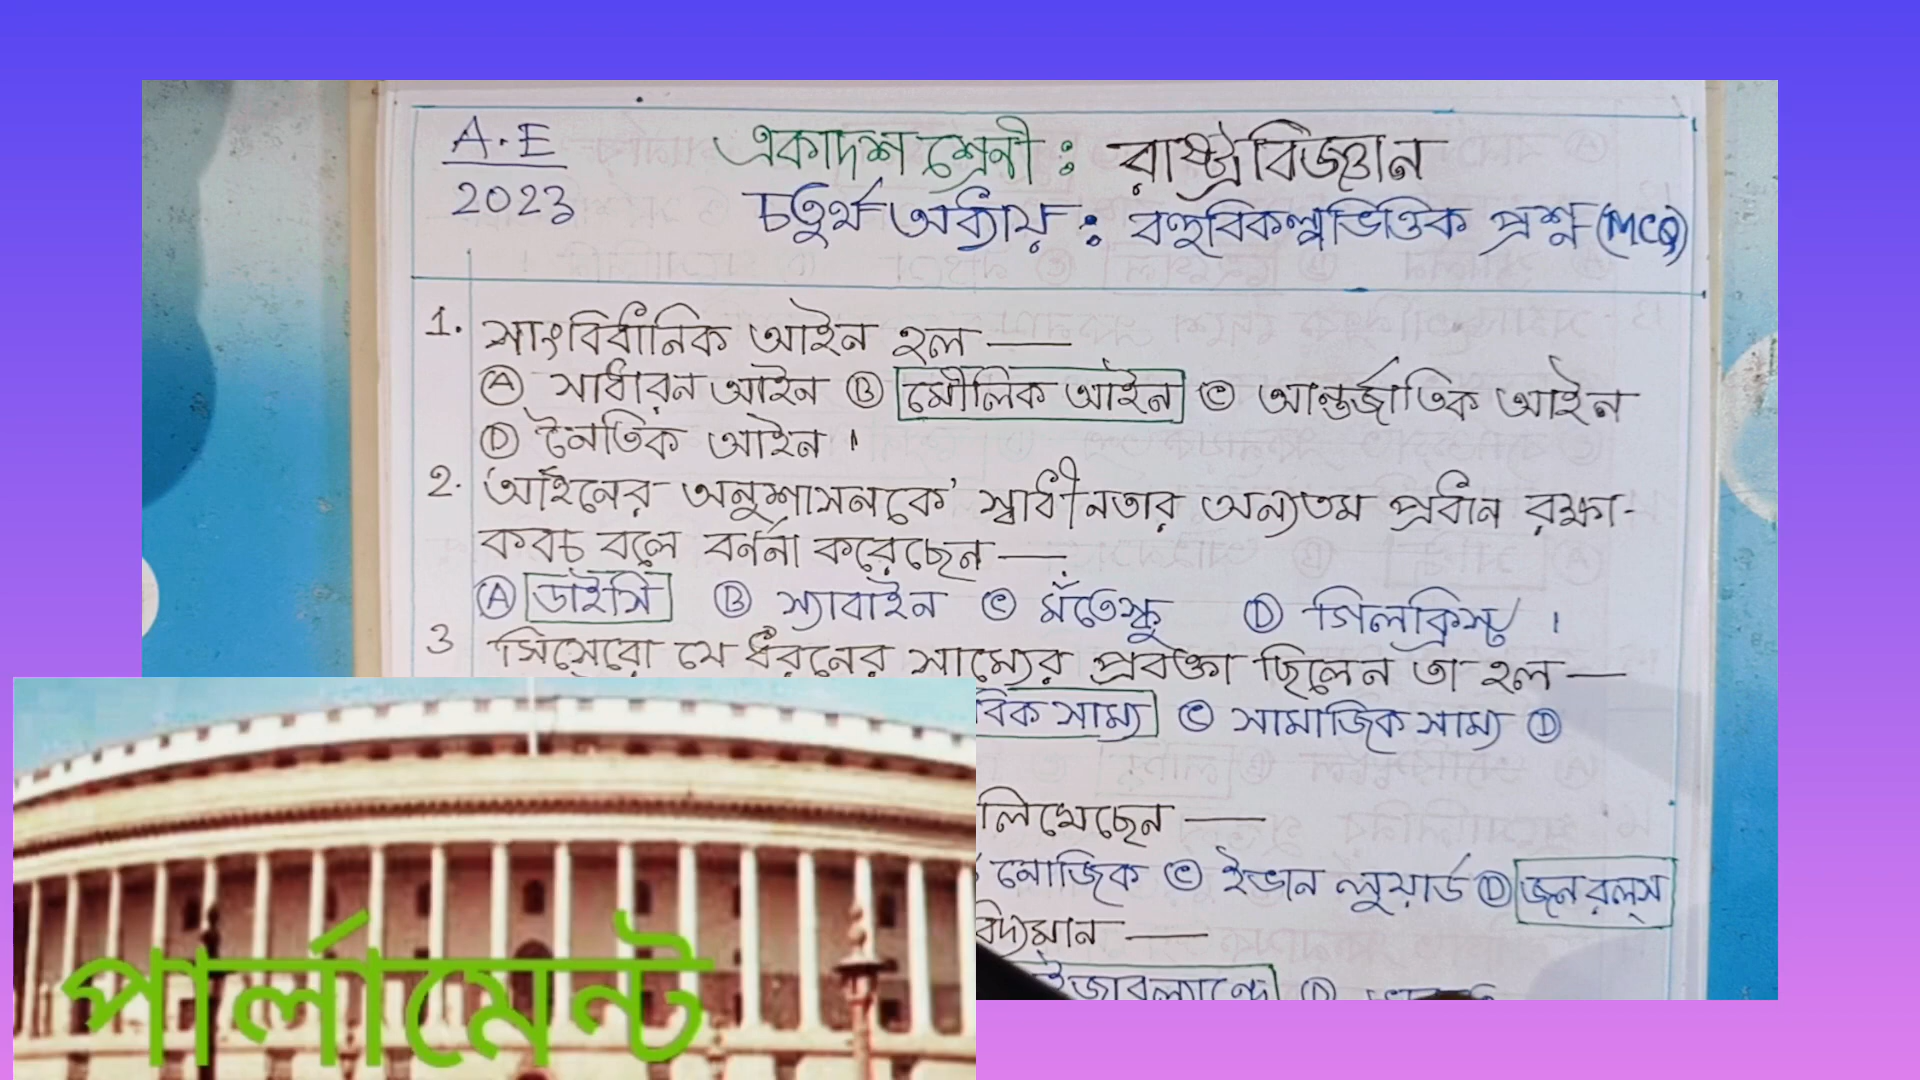 A.E
2023
একাদশ শ্রেনী : রাষ্ট্রবিজ্ঞান
চতুর্থ অধ্যায় : বহুবিকল্পভিত্তিক প্রশ্ন (MCQ)
1. সাংবিধানিক আইন হল —
Ⓐ সাধারন আইন Ⓑ মৌলিক আইন Ⓒ আন্তর্জাতিক আইন
Ⓓ নৈতিক আইন ।
2. 'আইনের অনুশাসনকে' স্বাধীনতার অন্যতম প্রধান রক্ষা-
কবচ বলে বর্ননা করেছেন —
Ⓐ ডাইসি Ⓑ স্যাবাইন Ⓒ মঁতেস্কু Ⓓ গিলক্রিস্ট ।
3 সিসেরো যে ধরনের সাম্যের প্রবক্তা ছিলেন তা হল —
সাম্য Ⓒ সামাজিক সাম্য Ⓓ
লিখেছেন —
নোজিক Ⓒ ইভান লুয়ার্ড Ⓓ জন রলস
বিদ্যমান —
পার্লামেন্ট